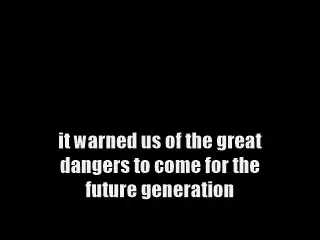 it warned us of the great
dangers to come for the
future generation